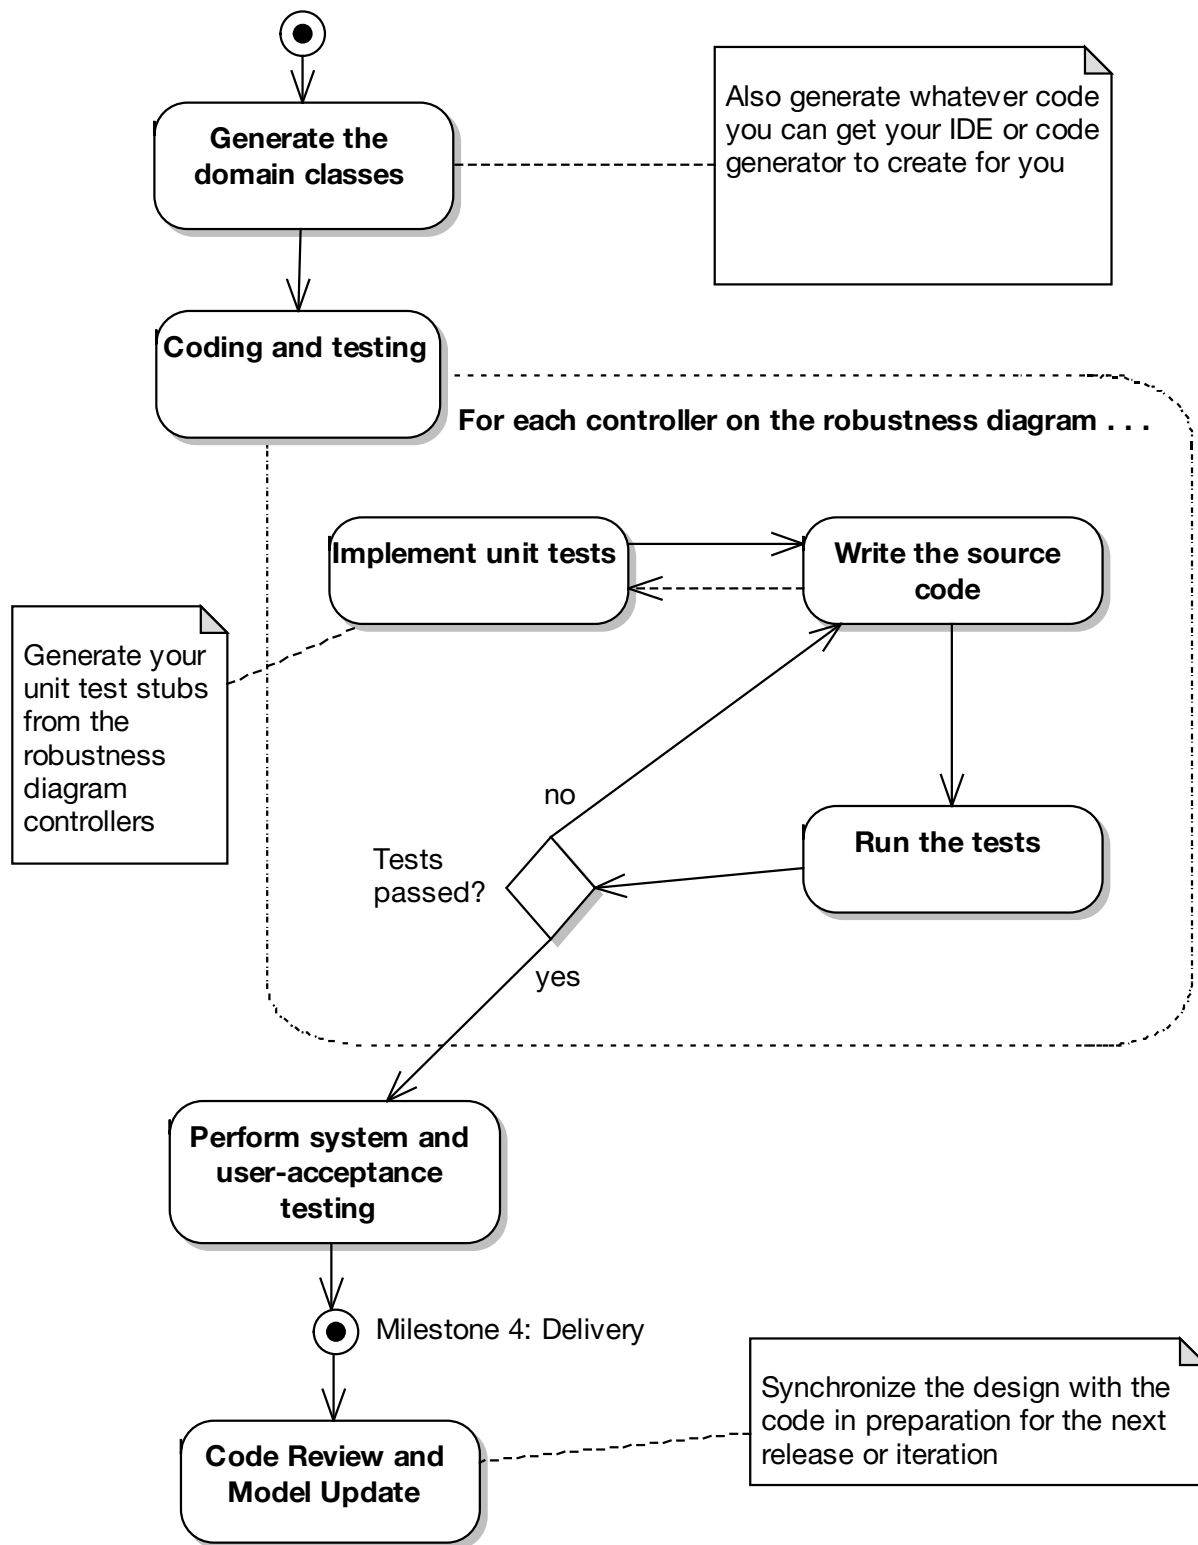 Also generate whatever code
you can get your IDE or code
generator to create for you
Generate the
domain classes
Coding and testing
For each controller on the robustness diagram . . .
Implement unit tests
Write the source
code
Generate your
unit test stubs
from the
robustness
diagram
controllers
no
Run the tests
Tests
passed?
yes
Perform system and
user-acceptance
testing
Milestone 4: Delivery
Synchronize the design with the
code in preparation for the next
release or iteration
Code Review and
Model Update